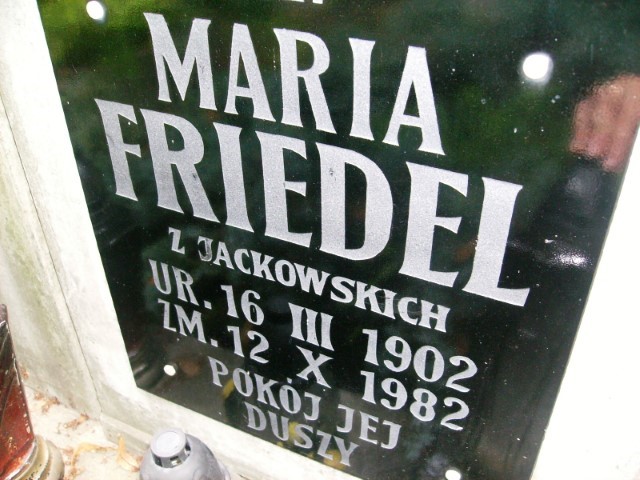 MARIA
FRIEDEL
Z JACKOWSKICH
UR. 16 III 1902
ZM. 12 X 1982
POKÓJ JEJ
DUSZY